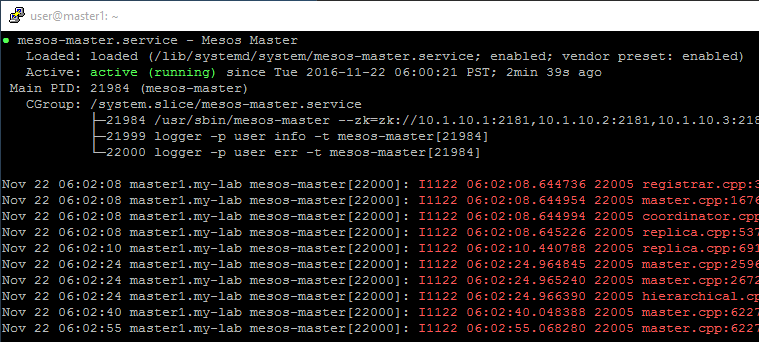 user@master1: ~
● mesos-master.service - Mesos Master
Loaded: loaded (/lib/systemd/system/mesos-master.service; enabled; vendor preset: enabled)
Active: active (running) since Tue 2016-11-22 06:00:21 PST; 2min 39s ago
Main PID: 21984 (mesos-master)
CGroup: /system.slice/mesos-master.service
├─21984 /usr/sbin/mesos-master --zk=zk://10.1.10.1:2181,10.1.10.2:2181,10.1.10.3:218
├─21999 logger -p user info -t mesos-master[21984]
└─22000 logger -p user err -t mesos-master[21984]
Nov 22 06:02:08 master1.my-lab mesos-master[22000]: I1122 06:02:08.644736 22005 registrar.cpp:3
Nov 22 06:02:08 master1.my-lab mesos-master[22000]: I1122 06:02:08.644954 22005 master.cpp:1676
Nov 22 06:02:08 master1.my-lab mesos-master[22000]: I1122 06:02:08.644994 22005 coordinator.cpp
Nov 22 06:02:08 master1.my-lab mesos-master[22000]: I1122 06:02:08.645226 22005 replica.cpp:537
Nov 22 06:02:10 master1.my-lab mesos-master[22000]: I1122 06:02:10.440788 22005 replica.cpp:691
Nov 22 06:02:24 master1.my-lab mesos-master[22000]: I1122 06:02:24.964845 22005 master.cpp:2596
Nov 22 06:02:24 master1.my-lab mesos-master[22000]: I1122 06:02:24.965240 22005 master.cpp:2672
Nov 22 06:02:24 master1.my-lab mesos-master[22000]: I1122 06:02:24.966390 22005 hierarchical.cp
Nov 22 06:02:40 master1.my-lab mesos-master[22000]: I1122 06:02:40.048388 22005 master.cpp:6227
Nov 22 06:02:55 master1.my-lab mesos-master[22000]: I1122 06:02:55.068280 22005 master.cpp:6227